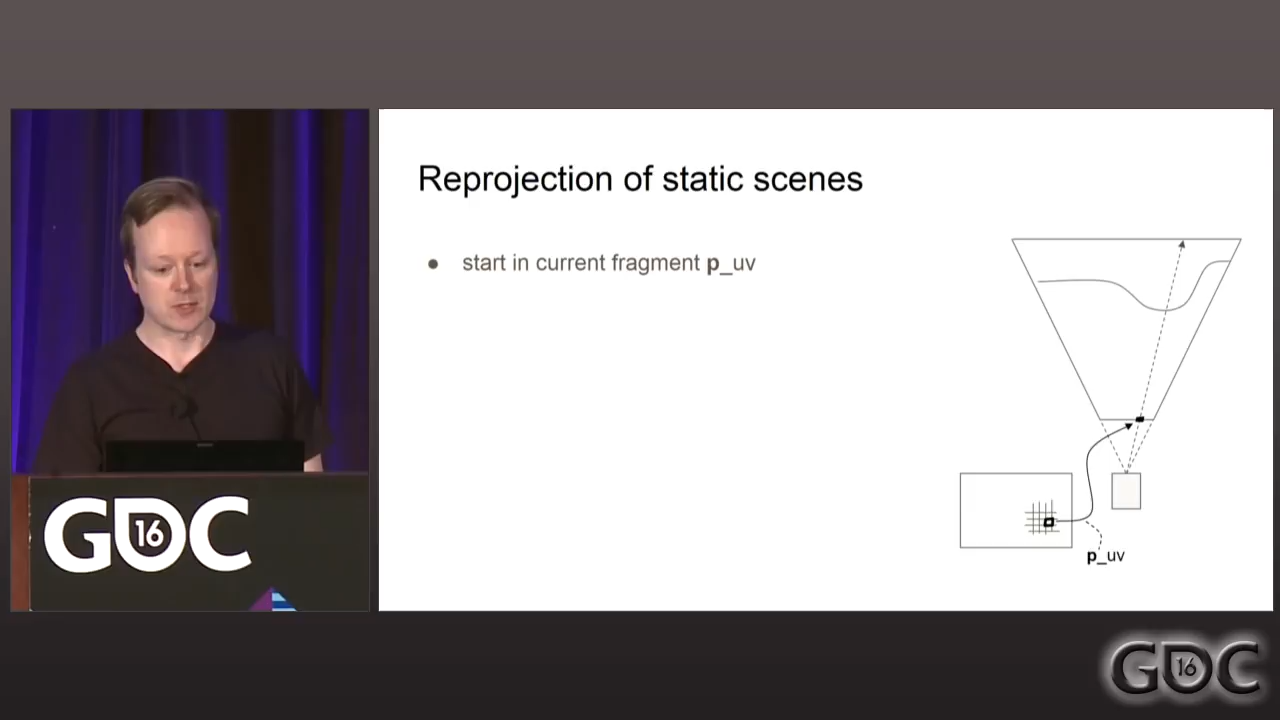 Reprojection of static scenes
● start in current fragment p_uv
p_uv
GDC 16
GDC 16